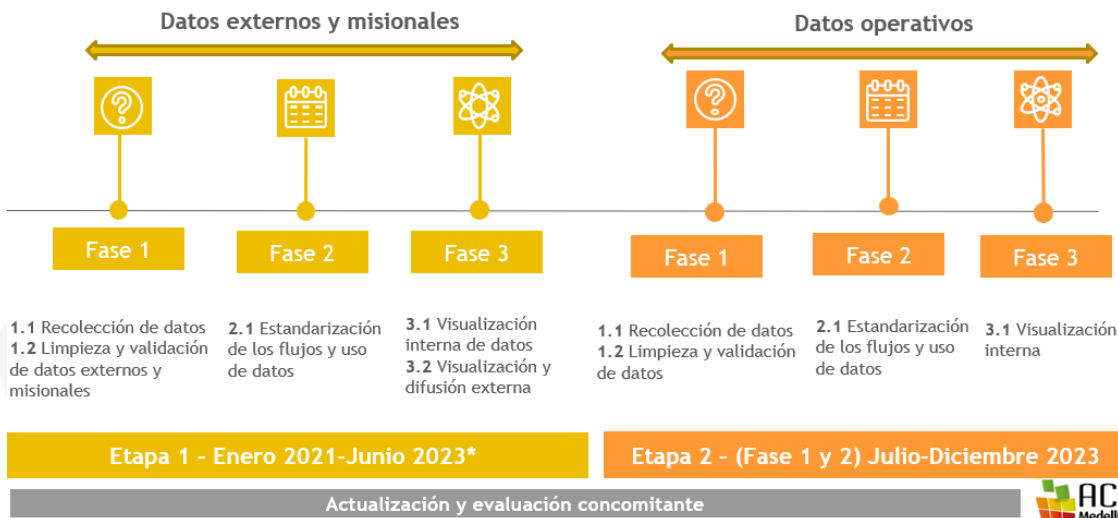 Datos externos y misionales
Datos operativos
Fase 1
Fase 2
Fase 3
Fase 1
Fase 2
Fase 3
1.1 Recolección de datos
1.2 Limpieza y validación
de datos externos y
misionales
2.1 Estandarización
de los flujos y uso
de datos
3.1 Visualización
interna de datos
3.2 Visualización y
difusión externa
1.1 Recolección de datos
1.2 Limpieza y validación
de datos
2.1 Estandarización
de los flujos y uso
de datos
3.1 Visualización
interna
Etapa 1 - Enero 2021-Junio 2023*
Etapa 2 - (Fase 1 y 2) Julio-Diciembre 2023
Actualización y evaluación concomitante
AC
Medell